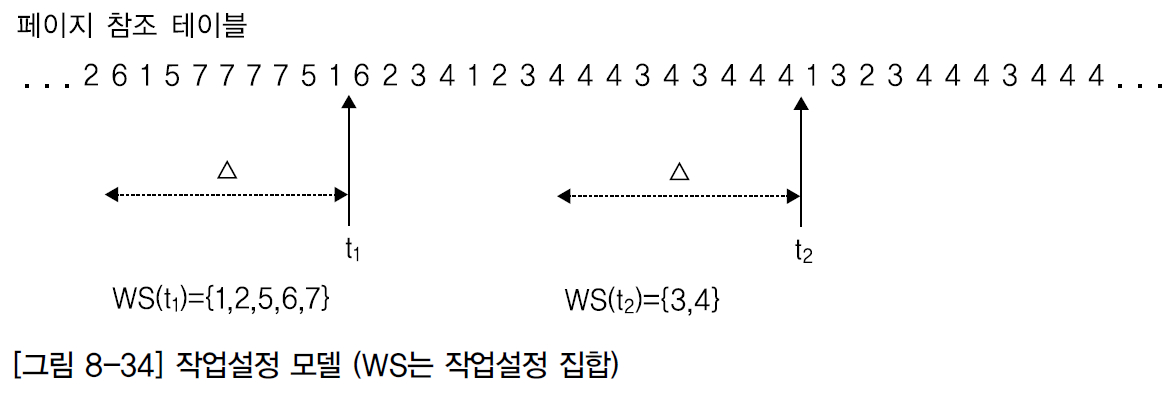 페이지 참조 테이블
. . . 2 6 1 5 7 7 7 7 5 1 6 2 3 4 1 2 3 4 4 4 3 4 3 4 4 4 1 3 2 3 4 4 4 3 4 4 4 . . .
△ △
t₁ t₂
WS(t₁)={1,2,5,6,7} WS(t₂)={3,4}
[그림 8-34] 작업설정 모델 (WS는 작업설정 집합)